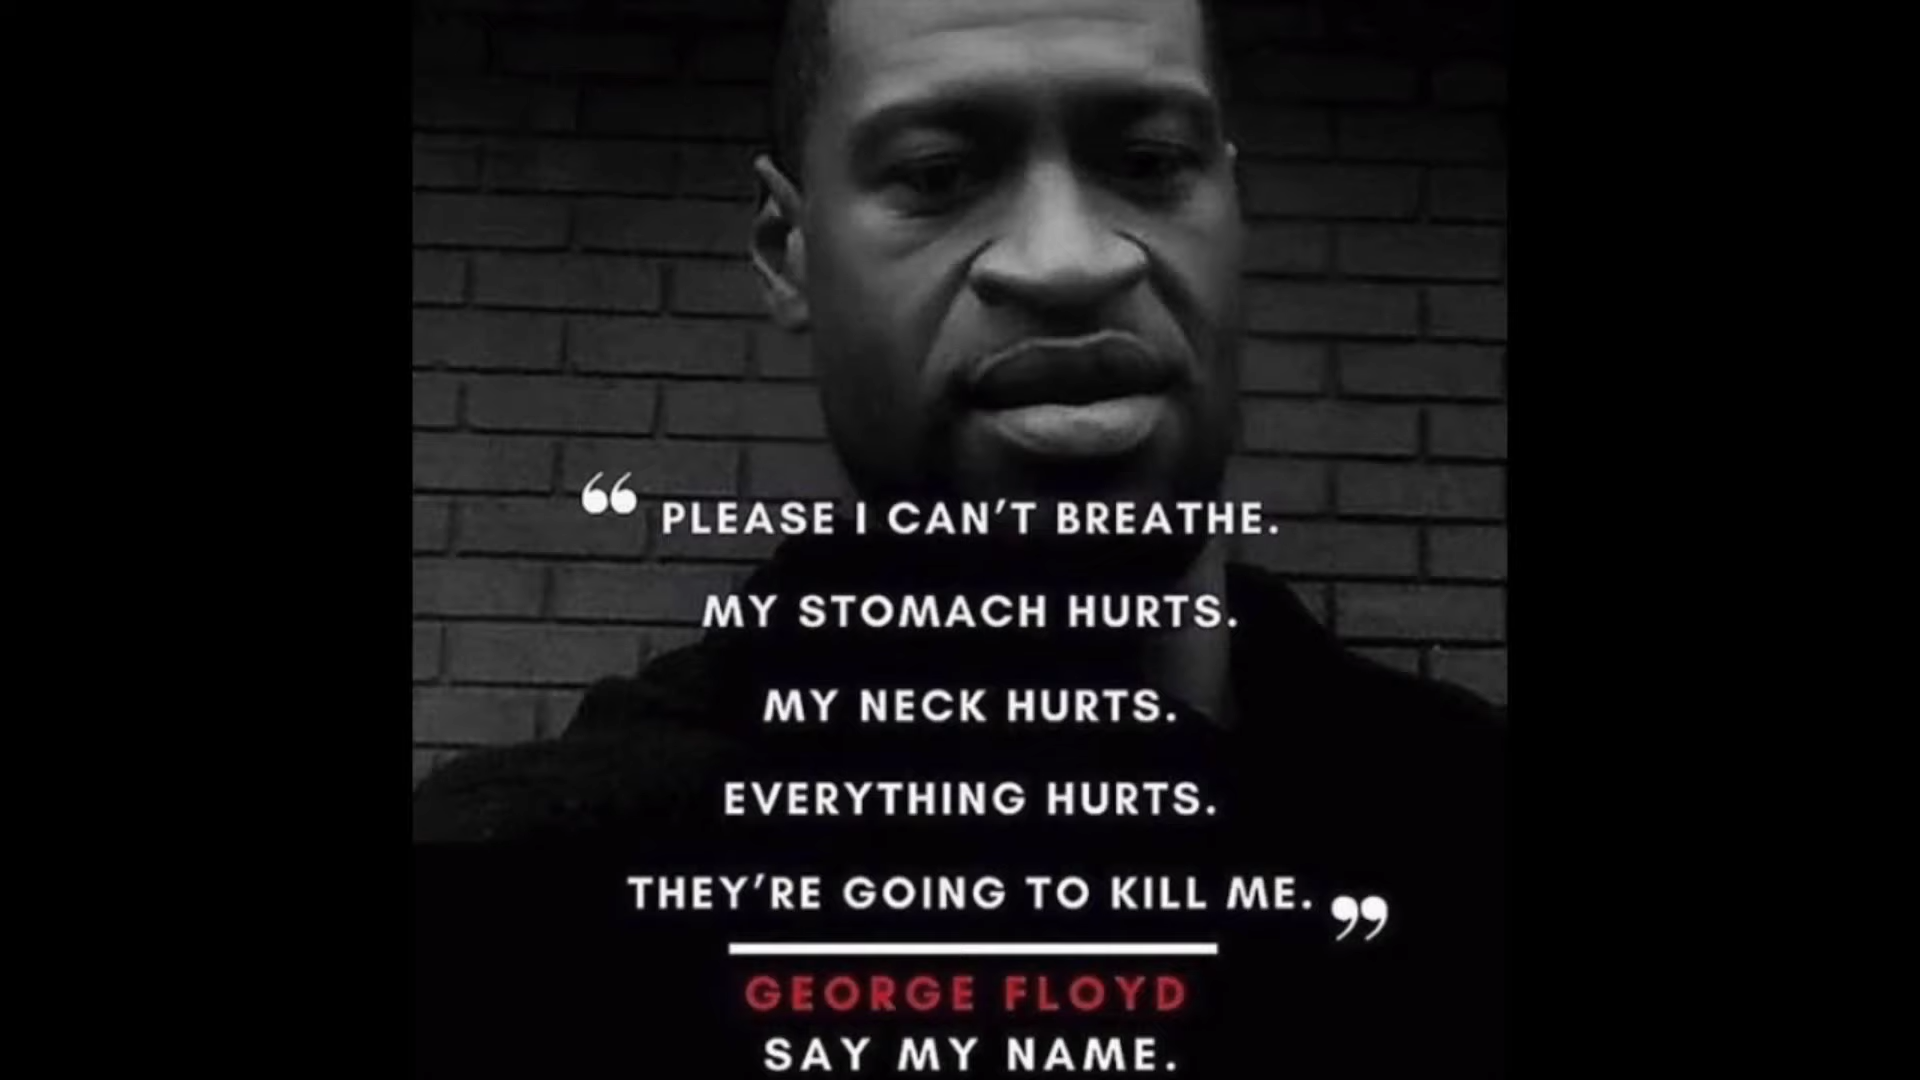 “ PLEASE I CAN’T BREATHE.
MY STOMACH HURTS.
MY NECK HURTS.
EVERYTHING HURTS.
THEY’RE GOING TO KILL ME. ”
GEORGE FLOYD
SAY MY NAME.